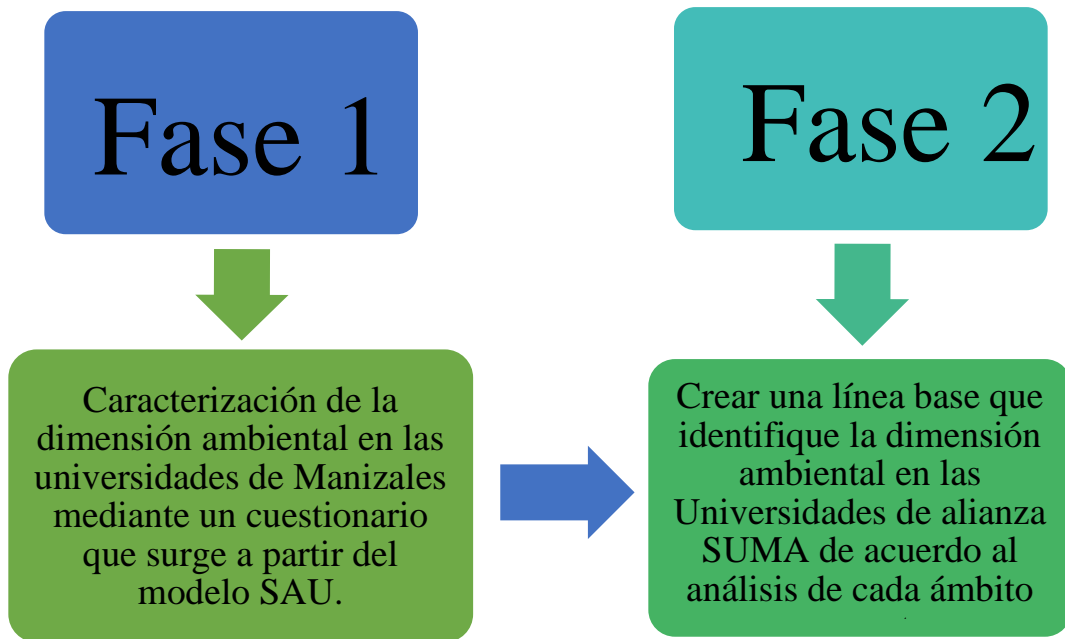 Fase 1
Fase 2
Caracterización de la
dimensión ambiental en las
universidades de Manizales
mediante un cuestionario
que surge a partir del
modelo SAU.
Crear una línea base que
identifique la dimensión
ambiental en las
Universidades de alianza
SUMA de acuerdo al
análisis de cada ámbito
.